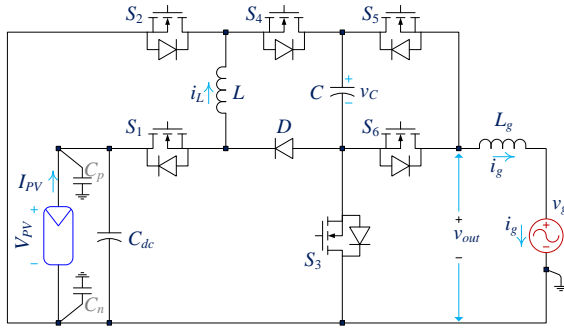 S2
S4
S5
iL
L
C
+
vC
−
S1
D
S6
Lg
ig
IPV
Cp
+
VPV
−
Cdc
S3
+
vout
−
ig
vg
+
−
Cn